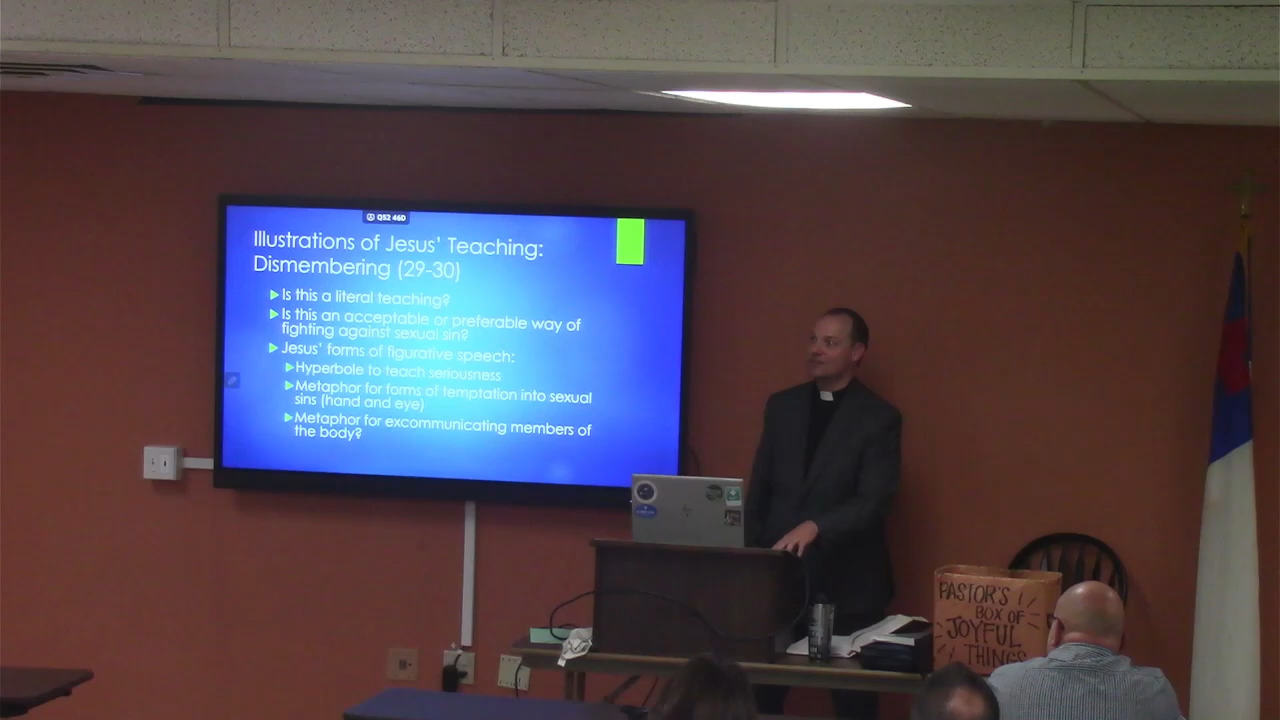 Q52 46D
Illustrations of Jesus' Teaching:
Dismembering (29-30)
Is this a literal teaching?
Is this an acceptable or preferable way of
fighting against sexual sin?
Jesus' forms of figurative speech:
Hyperbole to teach seriousness
Metaphor for forms of temptation into sexual
sins (hand and eye)
Metaphor for excommunicating members of
the body?
PASTOR'S
BOX OF
JOYFUL
THINGS